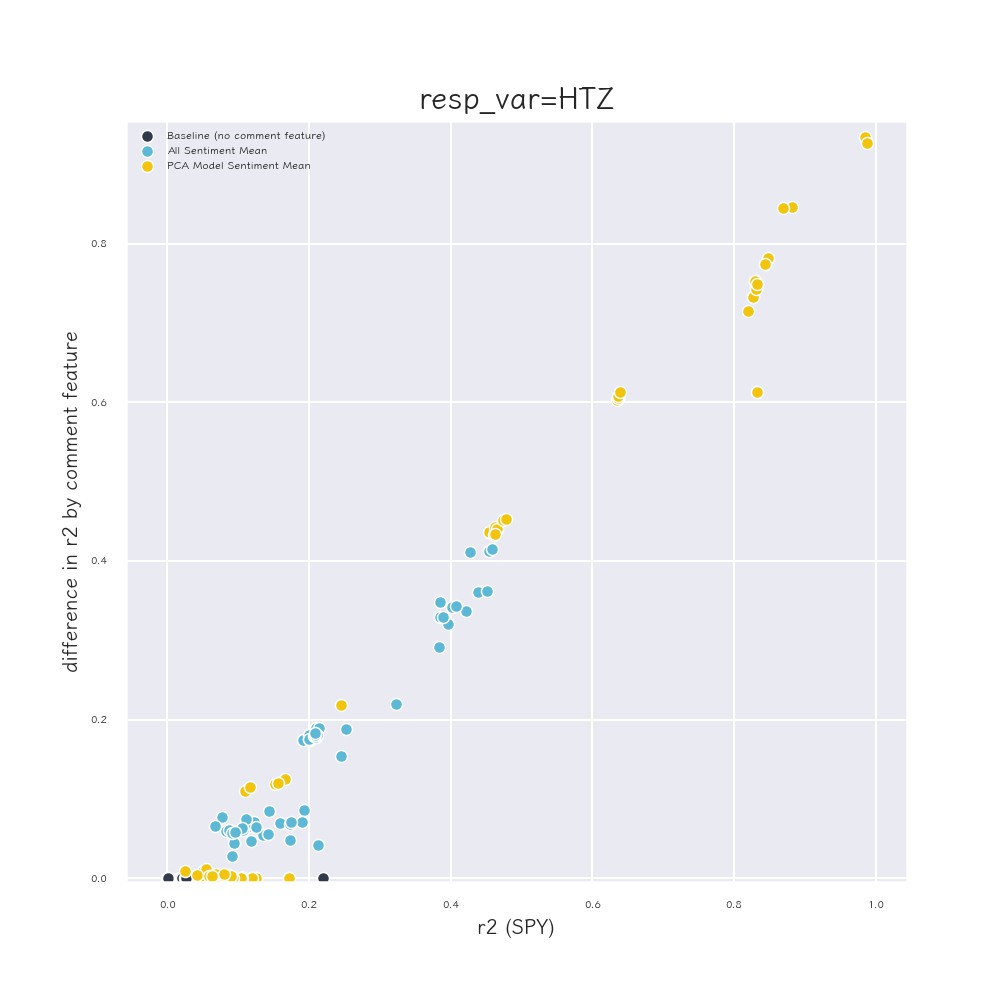 resp_var=HTZ
Baseline (no comment feature)
All Sentiment Mean
PCA Model Sentiment Mean
difference in r2 by comment feature
0.8
0.6
0.4
0.2
0.0
0.0 0.2 0.4 0.6 0.8 1.0
r2 (SPY)